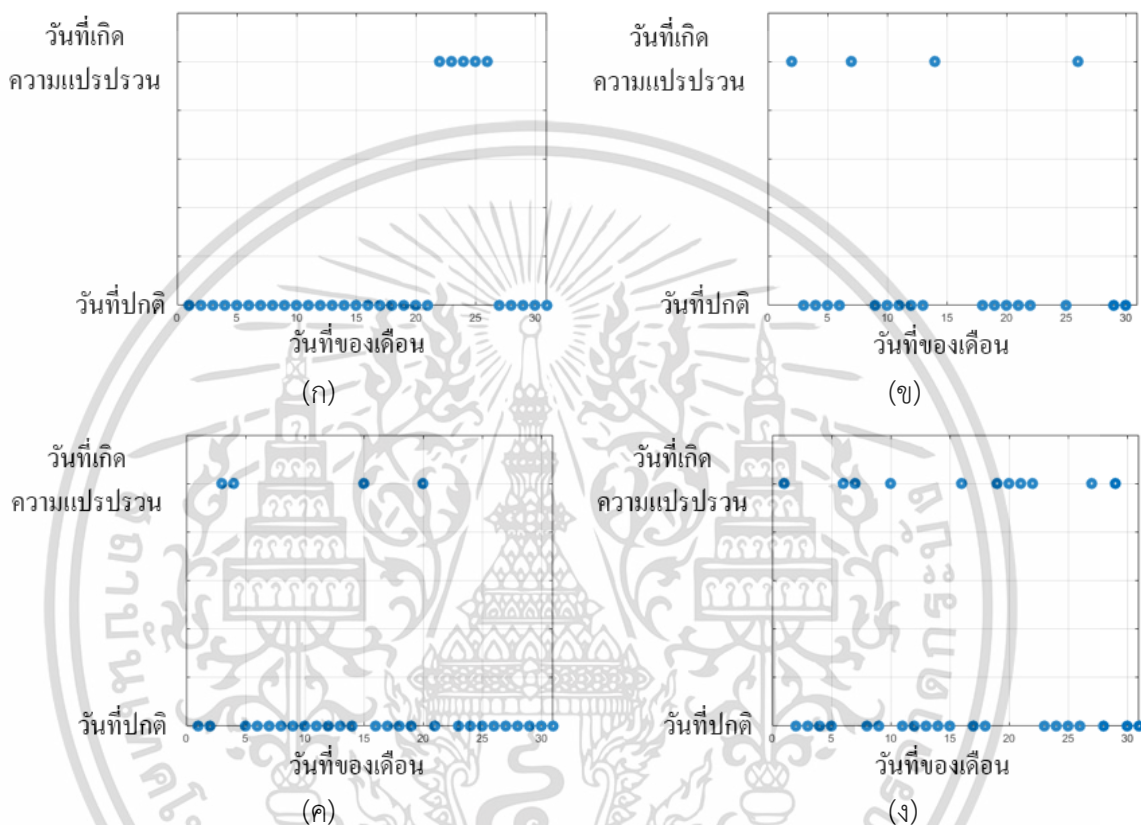 วันที่เกิด
ความแปรปรวน
วันที่ปกติ
0 5 10 15 20 25 30
วันที่ของเดือน
(ก)
วันที่เกิด
ความแปรปรวน
วันที่ปกติ
0 5 10 15 20 25 30
วันที่ของเดือน
(ข)
วันที่เกิด
ความแปรปรวน
วันที่ปกติ
0 5 10 15 20 25 30
วันที่ของเดือน
(ค)
วันที่เกิด
ความแปรปรวน
วันที่ปกติ
0 5 10 15 20 25 30
วันที่ของเดือน
(ง)